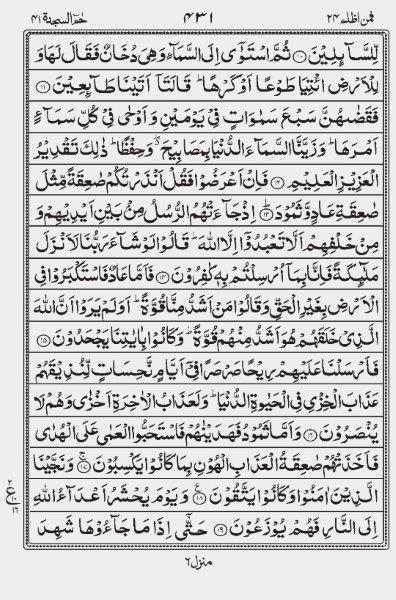 فمن اظلم ٢٤
٤٣١
حٰمٓ السجدة ٤١
لِّلسَّآئِلِيْنَ ﴿١٠﴾ ثُمَّ اسْتَوٰٓى اِلَى السَّمَآءِ وَهِيَ دُخَانٌ فَقَالَ لَهَا وَ
لِلْاَرْضِ ائْتِيَا طَوْعًا اَوْ كَرْهًا ؕ قَالَتَآ اَتَيْنَا طَآئِعِيْنَ ﴿١١﴾
فَقَضٰىهُنَّ سَبْعَ سَمٰوَاتٍ فِيْ يَوْمَيْنِ وَاَوْحٰى فِيْ كُلِّ سَمَآءٍ
اَمْرَهَا ؕ وَزَيَّنَّا السَّمَآءَ الدُّنْيَا بِمَصَابِيْحَ ۖ وَحِفْظًا ؕ ذٰلِكَ تَقْدِيْرُ
الْعَزِيْزِ الْعَلِيْمِ ﴿١٢﴾ فَاِنْ اَعْرَضُوْا فَقُلْ اَنْذَرْتُكُمْ صٰعِقَةً مِّثْلَ
صٰعِقَةِ عَادٍ وَّثَمُوْدَ ﴿١٣﴾ اِذْ جَآءَتْهُمُ الرُّسُلُ مِنْۢ بَيْنِ اَيْدِيْهِمْ وَ
مِنْ خَلْفِهِمْ اَلَّا تَعْبُدُوْٓا اِلَّا اللّٰهَ ؕ قَالُوْا لَوْ شَآءَ رَبُّنَا لَاَنْزَلَ
مَلٰٓئِكَةً فَاِنَّا بِمَآ اُرْسِلْتُمْ بِهٖ كٰفِرُوْنَ ﴿١٤﴾ فَاَمَّا عَادٌ فَاسْتَكْبَرُوْا فِي
الْاَرْضِ بِغَيْرِ الْحَقِّ وَقَالُوْا مَنْ اَشَدُّ مِنَّا قُوَّةً ؕ اَوَلَمْ يَرَوْا اَنَّ اللّٰهَ
الَّذِيْ خَلَقَهُمْ هُوَ اَشَدُّ مِنْهُمْ قُوَّةً ؕ وَكَانُوْا بِاٰيٰتِنَا يَجْحَدُوْنَ ﴿١٥﴾
فَاَرْسَلْنَا عَلَيْهِمْ رِيْحًا صَرْصَرًا فِيْٓ اَيَّامٍ نَّحِسَاتٍ لِّنُذِيْقَهُمْ
عَذَابَ الْخِزْيِ فِي الْحَيٰوةِ الدُّنْيَا ؕ وَلَعَذَابُ الْاٰخِرَةِ اَخْزٰى وَهُمْ لَا
يُنْصَرُوْنَ ﴿١٦﴾ وَاَمَّا ثَمُوْدُ فَهَدَيْنٰهُمْ فَاسْتَحَبُّوا الْعَمٰى عَلَى الْهُدٰى
فَاَخَذَتْهُمْ صٰعِقَةُ الْعَذَابِ الْهُوْنِ بِمَا كَانُوْا يَكْسِبُوْنَ ﴿١٧﴾ وَنَجَّيْنَا
الَّذِيْنَ اٰمَنُوْا وَكَانُوْا يَتَّقُوْنَ ﴿١٨﴾ وَيَوْمَ يُحْشَرُ اَعْدَآءُ اللّٰهِ
٢ ع ١٠ ١٦
اِلَى النَّارِ فَهُمْ يُوْزَعُوْنَ ﴿١٩﴾ حَتّٰىٓ اِذَا مَا جَآءُوْهَا شَهِدَ
منزل ٦